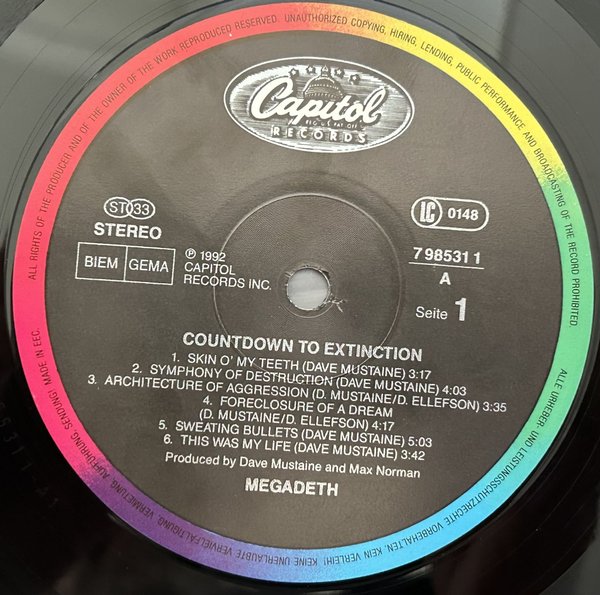 ALL RIGHTS OF THE PRODUCER AND OF THE OWNER OF THE WORK REPRODUCED RESERVED. UNAUTHORIZED COPYING, HIRING, LENDING, PUBLIC PERFORMANCE AND BROADCASTING OF THE RECORD PROHIBITED.
Capitol
RECORDS
ST 33
STEREO
BIEM GEMA
℗ 1992
CAPITOL
RECORDS INC.
LC 0148
7 98531 1
A
Seite 1
COUNTDOWN TO EXTINCTION
1. SKIN O' MY TEETH (DAVE MUSTAINE) 3:17
2. SYMPHONY OF DESTRUCTION (DAVE MUSTAINE) 4:03
3. ARCHITECTURE OF AGGRESSION (D. MUSTAINE/D. ELLEFSON) 3:35
4. FORECLOSURE OF A DREAM
(D. MUSTAINE/D. ELLEFSON) 4:17
5. SWEATING BULLETS (DAVE MUSTAINE) 5:03
6. THIS WAS MY LIFE (DAVE MUSTAINE) 3:42
Produced by Dave Mustaine and Max Norman
MEGADETH
ALLE URHEBER- UND LEISTUNGSSCHUTZRECHTE VORBEHALTEN. KEIN VERLEIH! KEINE UNERLAUBTE VERVIELFÄLTIGUNG, VERMIETUNG, AUFFÜHRUNG, SENDUNG! MADE IN EEC.